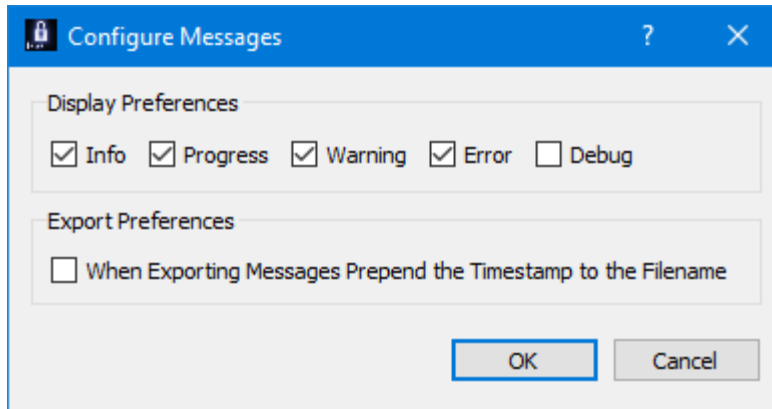 Configure Messages ?
Display Preferences
Info Progress Warning Error Debug
Export Preferences
When Exporting Messages Prepend the Timestamp to the Filename
OK Cancel